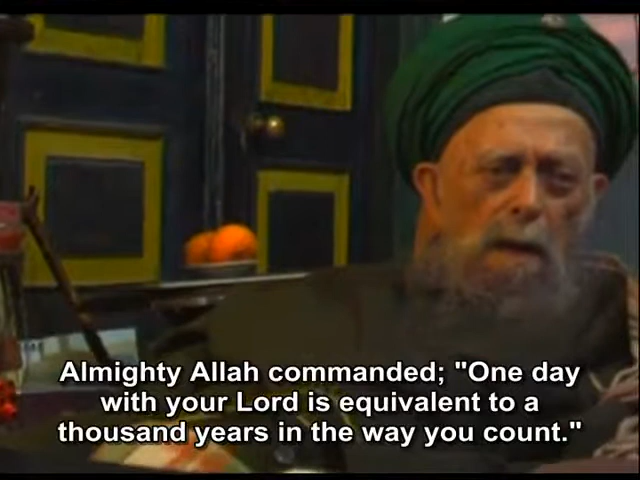 Almighty Allah commanded; "One day
with your Lord is equivalent to a
thousand years in the way you count."